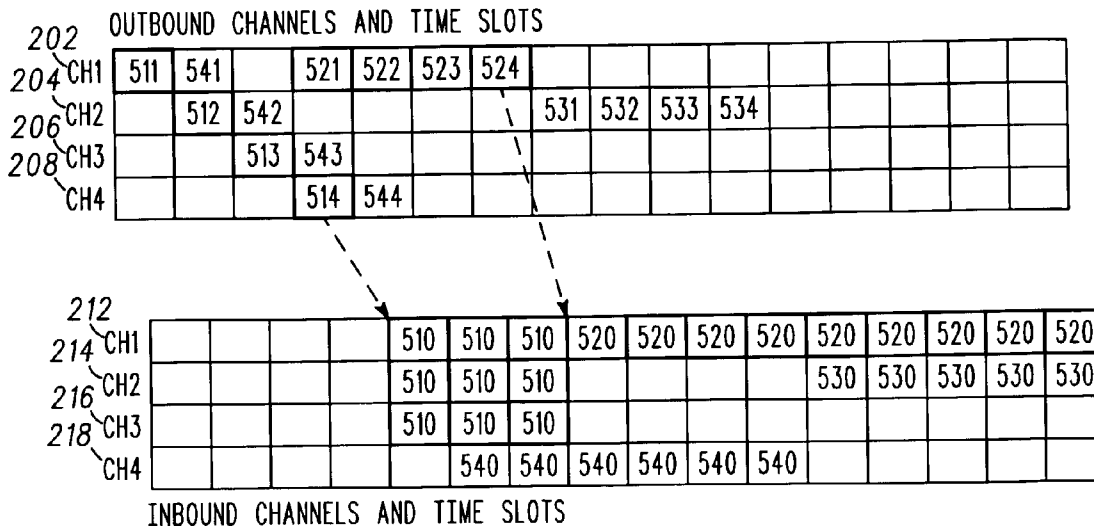 OUTBOUND CHANNELS AND TIME SLOTS
202
CH1 511 541 521 522 523 524
204
CH2 512 542 531 532 533 534
206
CH3 513 543
208
CH4 514 544
212
CH1 510 510 510 520 520 520 520 520 520 520 520 520
214
CH2 510 510 510 530 530 530 530 530
216
CH3 510 510 510
218
CH4 540 540 540 540 540 540
INBOUND CHANNELS AND TIME SLOTS